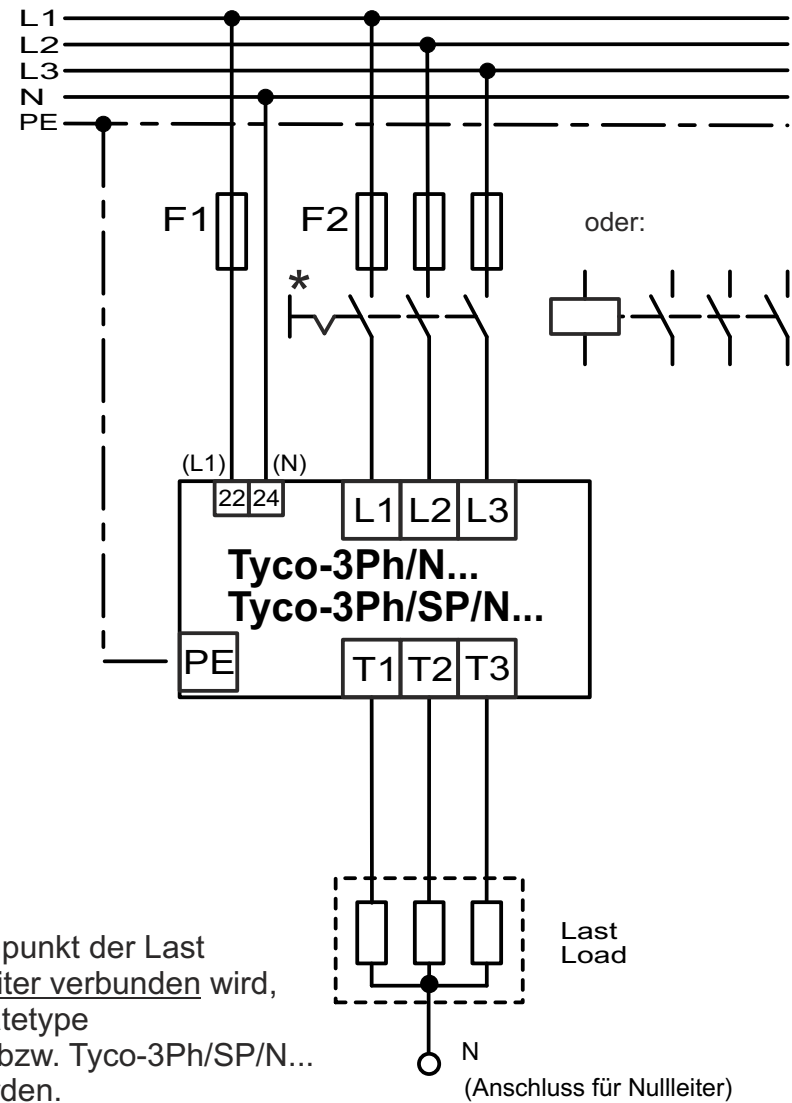 L1
L2
L3
N
PE
F1
F2
oder:
*
(L1)
(N)
22 24
L1 L2 L3
Tyco-3Ph/N...
Tyco-3Ph/SP/N...
PE
T1 T2 T3
Last
Load
punkt der Last
iter verbunden wird,
tetype
bzw. Tyco-3Ph/SP/N...
rden.
N
(Anschluss für Nullleiter)